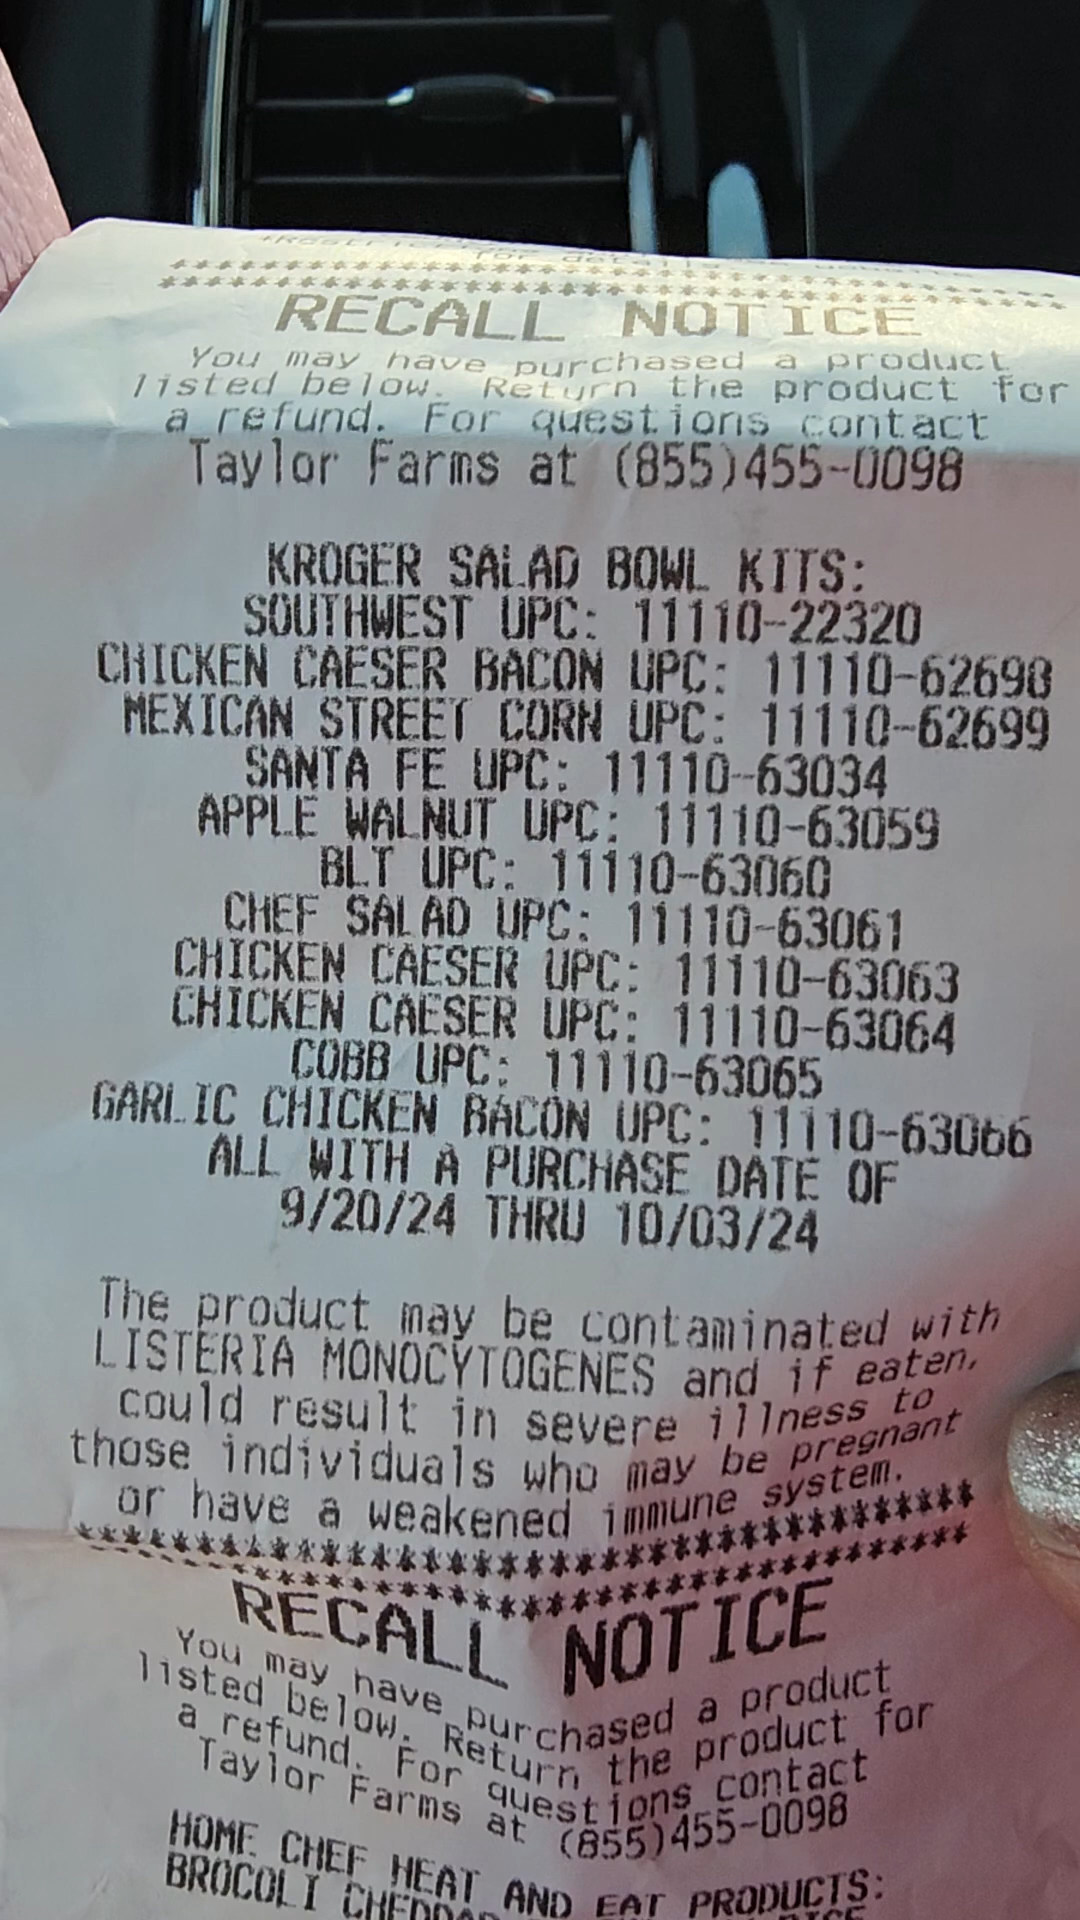 for details
****************************************
****************************************
RECALL NOTICE
You may have purchased a product
listed below. Return the product for
a refund. For questions contact
Taylor Farms at (855)455-0098
KROGER SALAD BOWL KITS:
SOUTHWEST UPC: 11110-22320
CHICKEN CAESER BACON UPC: 11110-62698
MEXICAN STREET CORN UPC: 11110-62699
SANTA FE UPC: 11110-63034
APPLE WALNUT UPC: 11110-63059
BLT UPC: 11110-63060
CHEF SALAD UPC: 11110-63061
CHICKEN CAESER UPC: 11110-63063
CHICKEN CAESER UPC: 11110-63064
COBB UPC: 11110-63065
GARLIC CHICKEN BACON UPC: 11110-63066
ALL WITH A PURCHASE DATE OF
9/20/24 THRU 10/03/24
The product may be contaminated with
LISTERIA MONOCYTOGENES and if eaten,
could result in severe illness to
those individuals who may be pregnant
or have a weakened immune system.
****************************************
****************************************
RECALL NOTICE
You may have purchased a product
listed below. Return the product for
a refund. For questions contact
Taylor Farms at (855)455-0098
HOME CHEF HEAT AND EAT PRODUCTS:
BROCOLI CHEDDAR RICE